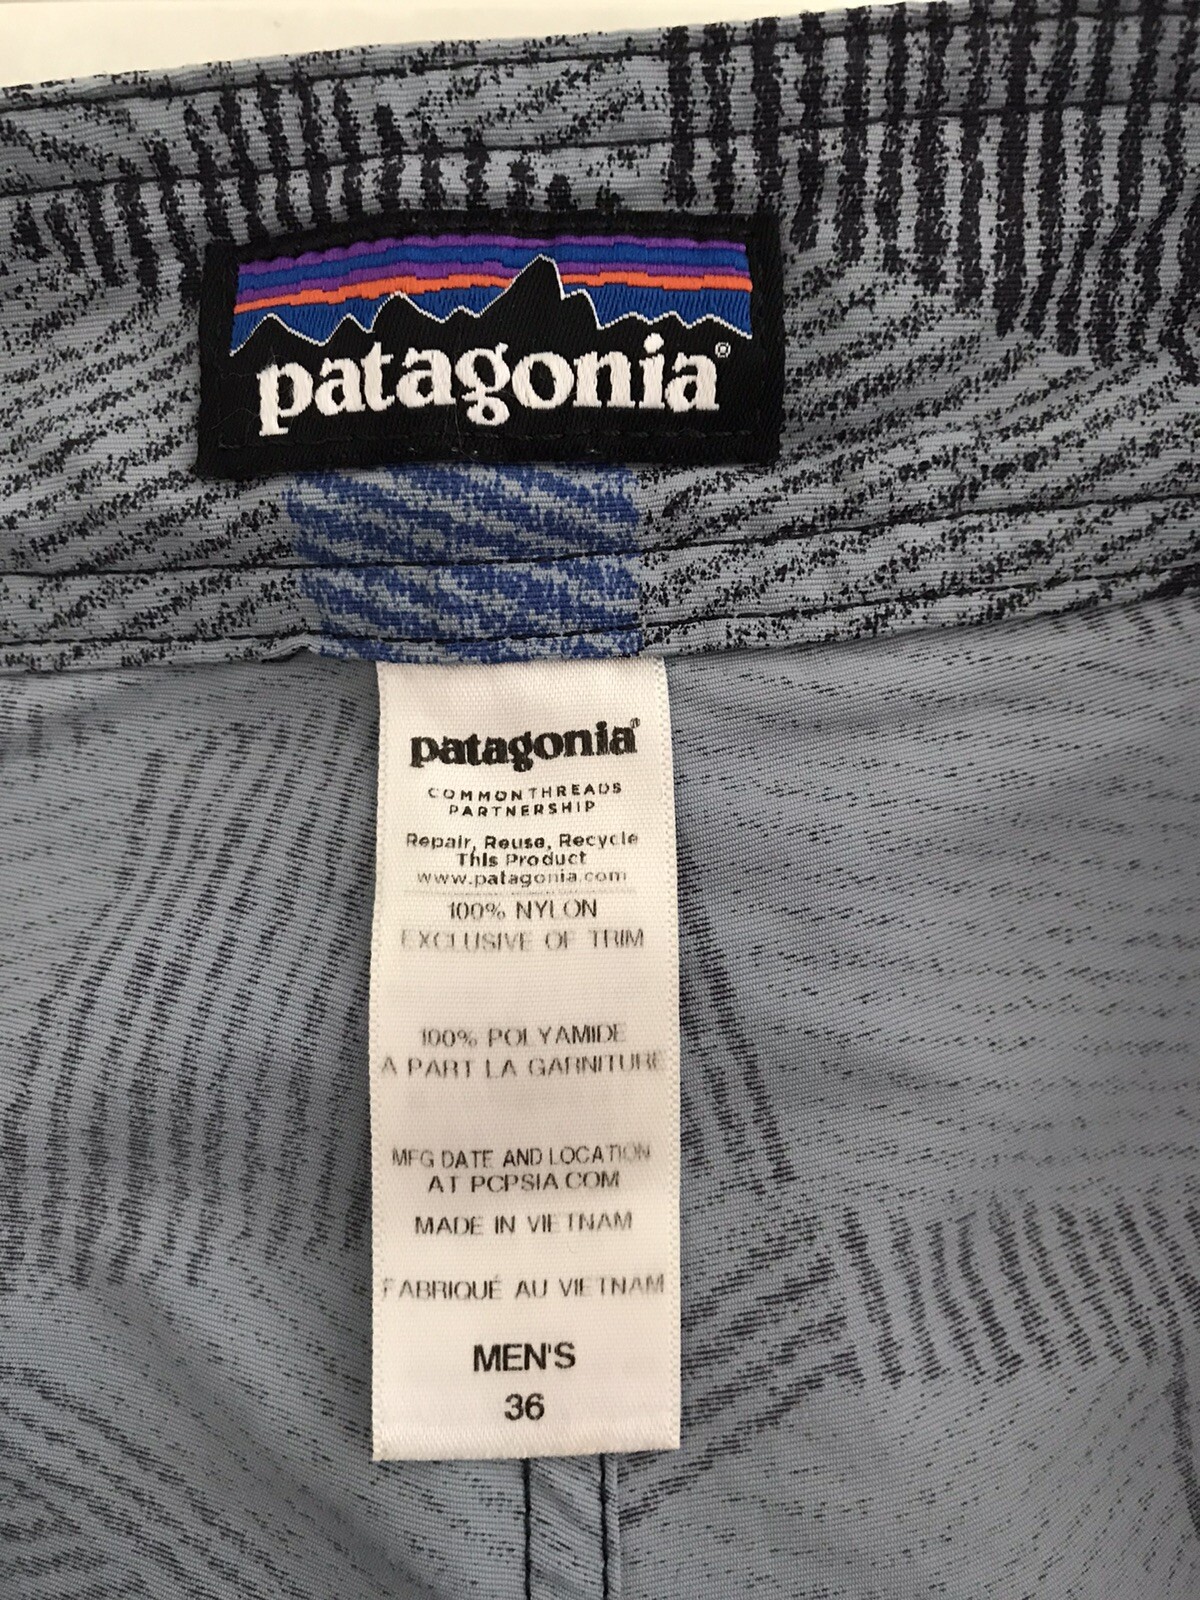 patagonia®
patagonia®
COMMONTHREADS
PARTNERSHIP
Repair, Reuse, Recycle
This Product
www.patagonia.com
100% NYLON
EXCLUSIVE OF TRIM
100% POLYAMIDE
A PART LA GARNITURE
MFG DATE AND LOCATION
AT PCPSIA.COM
MADE IN VIETNAM
FABRIQUÉ AU VIETNAM
MEN'S
36